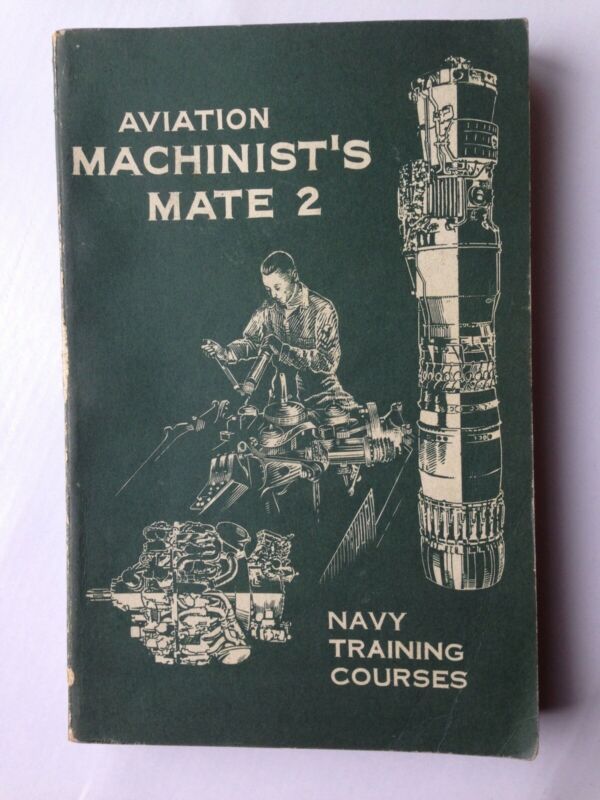 AVIATION
MACHINIST'S
MATE 2
NAVY
TRAINING
COURSES